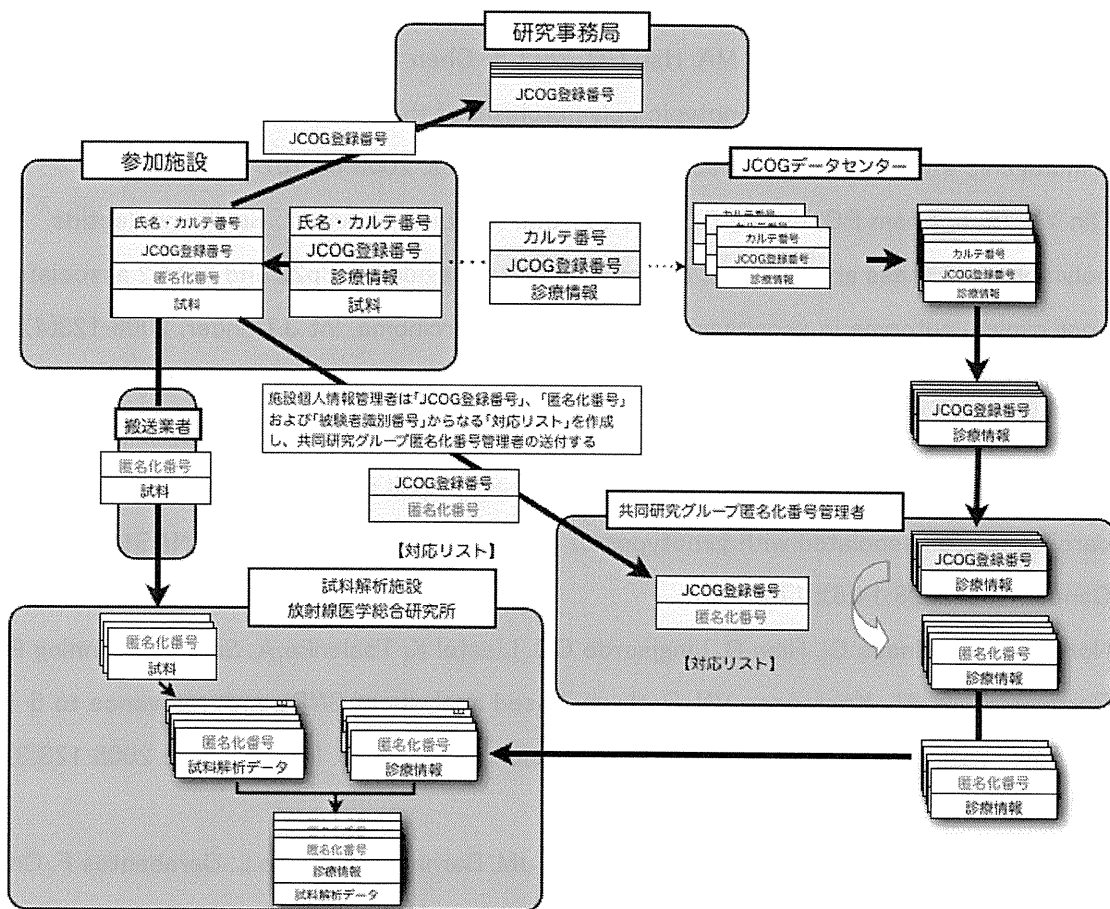 研究事務局
JCOG登録番号
JCOG登録番号
参加施設
氏名・カルテ番号
JCOG登録番号
匿名化番号
試料
氏名・カルテ番号
JCOG登録番号
診療情報
試料
カルテ番号
JCOG登録番号
診療情報
JCOGデータセンター
カルテ番号
カルテ番号
JCOG登録番号
診療情報
カルテ番号
JCOG登録番号
診療情報
JCOG登録番号
診療情報
施設個人情報管理者は「JCOG登録番号」、「匿名化番号」
および「被験者識別番号」からなる「対応リスト」を作成
し、共同研究グループ匿名化番号管理者の送付する
搬送業者
匿名化番号
試料
JCOG登録番号
匿名化番号
【対応リスト】
共同研究グループ匿名化番号管理者
JCOG登録番号
診療情報
JCOG登録番号
匿名化番号
【対応リスト】
匿名化番号
診療情報
匿名化番号
診療情報
試料解析施設
放射線医学総合研究所
匿名化番号
試料
匿名化番号
試料解析データ
匿名化番号
診療情報
匿名化番号
診療情報
試料解析データ